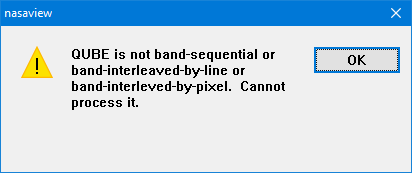 nasaview
QUBE is not band-sequential or
band-interleaved-by-line or
band-interleved-by-pixel.  Cannot
process it.
OK